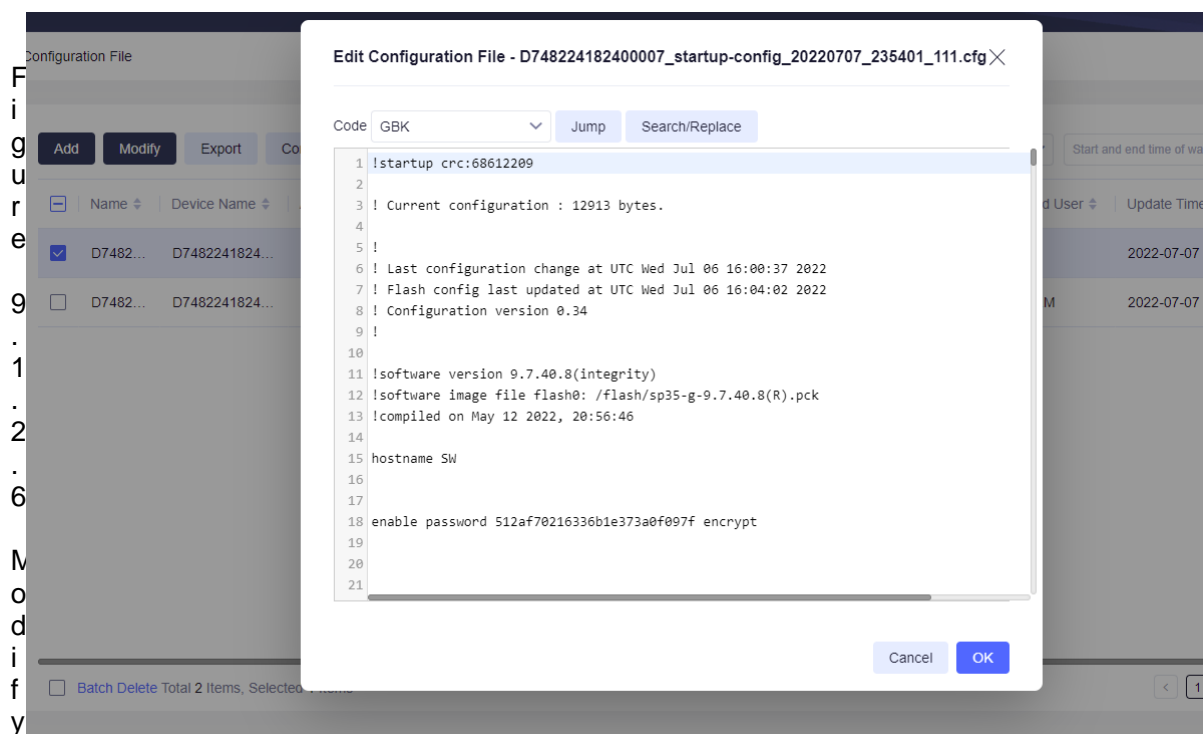 Figure 9.1.2.6 Modify
Configuration File
Edit Configuration File - D748224182400007_startup-config_20220707_235401_111.cfg
Code GBK Jump Search/Replace
Add Modify Export Co
Start and end time of wa
Name Device Name
d User Update Time
D7482... D7482241824... 2022-07-07
D7482... D7482241824... M 2022-07-07
1 !startup crc:68612209
2
3 ! Current configuration : 12913 bytes.
4
5 !
6 ! Last configuration change at UTC Wed Jul 06 16:00:37 2022
7 ! Flash config last updated at UTC Wed Jul 06 16:04:02 2022
8 ! Configuration version 0.34
9 !
10
11 !software version 9.7.40.8(integrity)
12 !software image file flash0: /flash/sp35-g-9.7.40.8(R).pck
13 !compiled on May 12 2022, 20:56:46
14
15 hostname SW
16
17
18 enable password 512af70216336b1e373a0f097f encrypt
19
20
21
Cancel OK
Batch Delete Total 2 Items, Selected
1